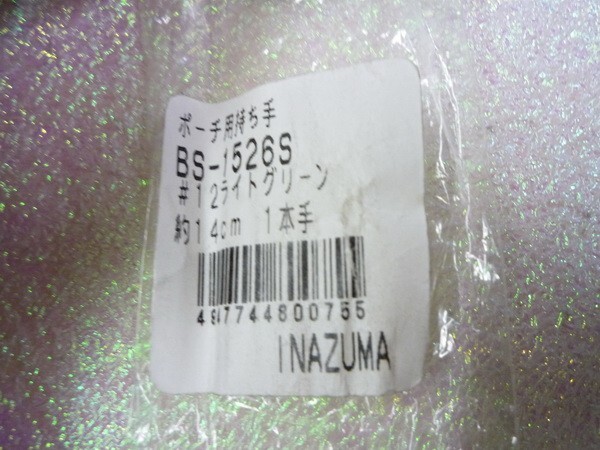 ポーチ用持ち手
BS-1526S
#12ライトグリーン
約14cm 1本手
4947744800755
INAZUMA